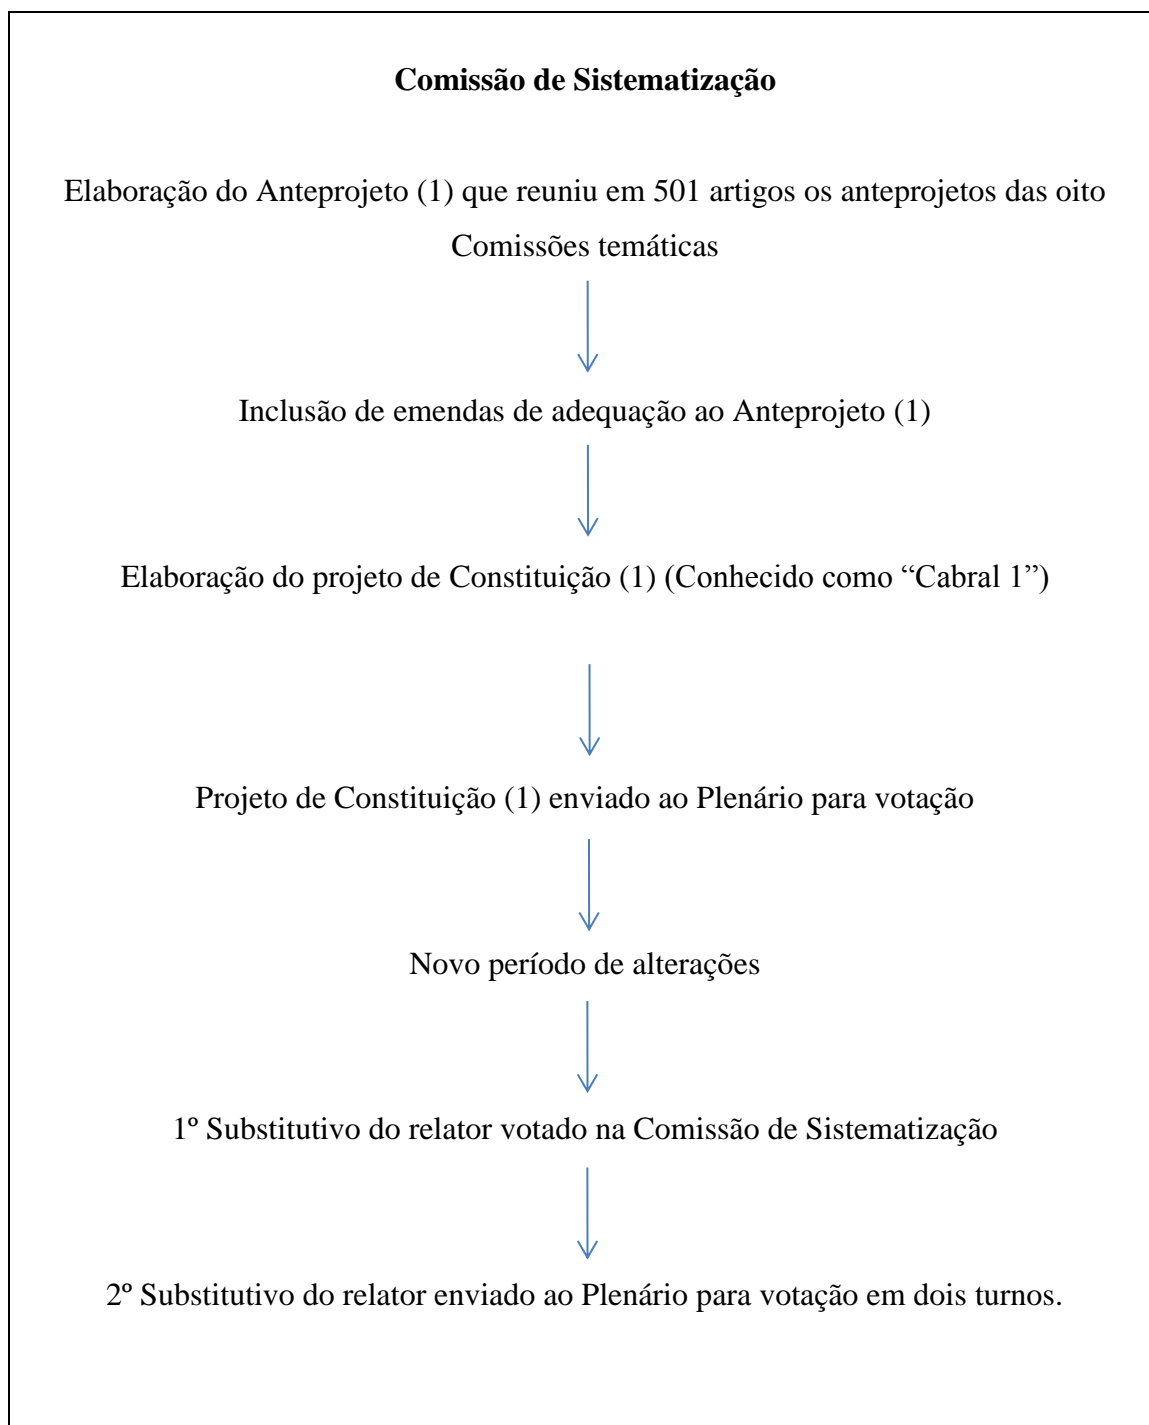 Comissão de Sistematização
Elaboração do Anteprojeto (1) que reuniu em 501 artigos os anteprojetos das oito
Comissões temáticas
Inclusão de emendas de adequação ao Anteprojeto (1)
Elaboração do projeto de Constituição (1) (Conhecido como “Cabral 1”)
Projeto de Constituição (1) enviado ao Plenário para votação
Novo período de alterações
1º Substitutivo do relator votado na Comissão de Sistematização
2º Substitutivo do relator enviado ao Plenário para votação em dois turnos.